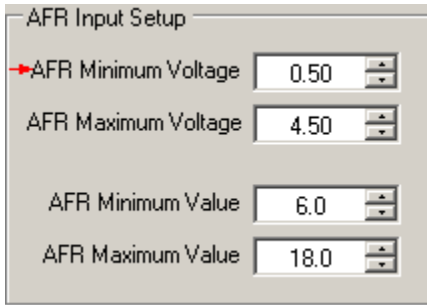 AFR Input Setup
AFR Minimum Voltage 0.50
AFR Maximum Voltage 4.50
AFR Minimum Value 6.0
AFR Maximum Value 18.0